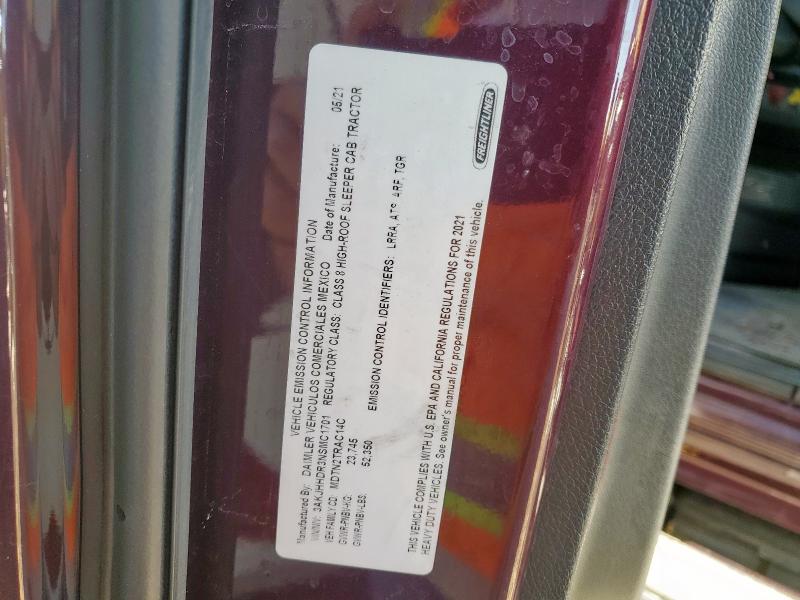 VEHICLE EMISSION CONTROL INFORMATION
Manufactured By: DAIMLER VEHICULOS COMERCIALES MEXICO Date of Manufacture: 05/21
VIN/NIV: 3AKJHHDR3NSMC1701 REGULATORY CLASS: CLASS 8 HIGH-ROOF SLEEPER CAB TRACTOR
VEH FAMILY CD: MDTN2TRAC14C
GVWR-PNBV-KG: 23,745
GVWR-PNBV-LBS: 52,350
EMISSION CONTROL IDENTIFIERS: LRRA, ATS, ARF, TGR
THIS VEHICLE COMPLIES WITH U.S. EPA AND CALIFORNIA REGULATIONS FOR 2021
HEAVY DUTY VEHICLES. See owner's manual for proper maintenance of this vehicle.
FREIGHTLINER